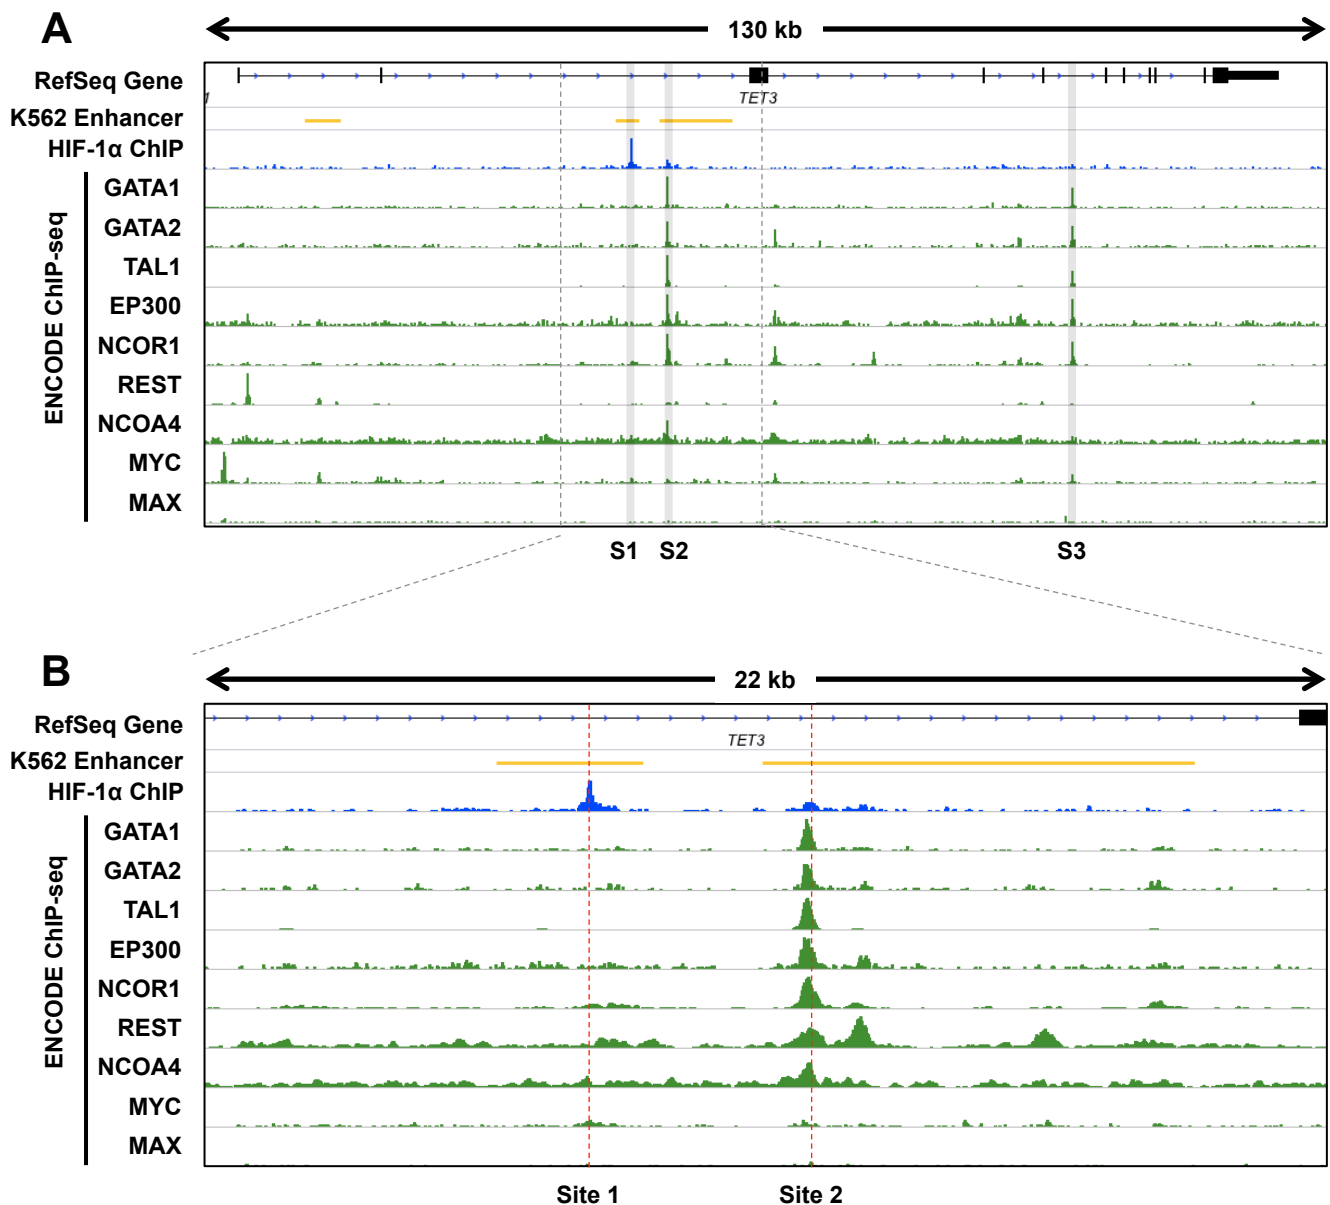 A
130 kb
RefSeq Gene
1
TET3
K562 Enhancer
HIF-1α ChIP
ENCODE ChIP-seq
GATA1
GATA2
TAL1
EP300
NCOR1
REST
NCOA4
MYC
MAX
S1 S2 S3
B
22 kb
RefSeq Gene
TET3
K562 Enhancer
HIF-1α ChIP
ENCODE ChIP-seq
GATA1
GATA2
TAL1
EP300
NCOR1
REST
NCOA4
MYC
MAX
Site 1 Site 2